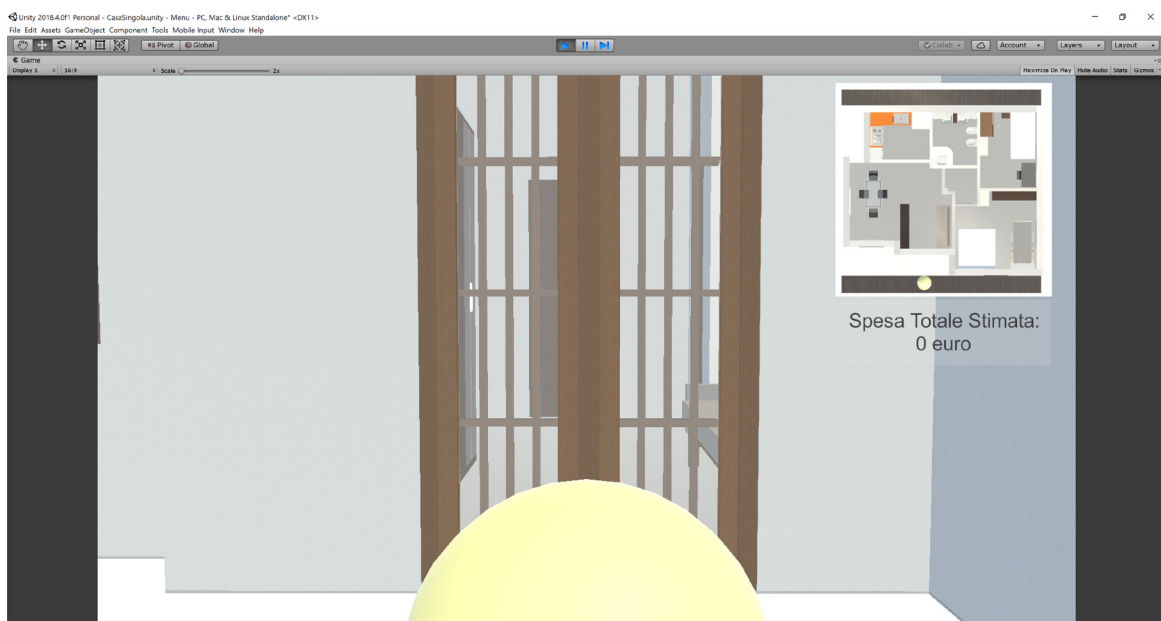 Unity 2018.4.0f1 Personal - CasaSingola.unity - Menu - PC, Mac & Linux Standalone* <DX11>
File Edit Assets GameObject Component Tools Mobile Input Window Help
Pivot Global Collab Account Layers Layout
Game
Display 1 16:9 Scale 2x Maximize On Play Mute Audio Stats Gizmos
Spesa Totale Stimata:
0 euro